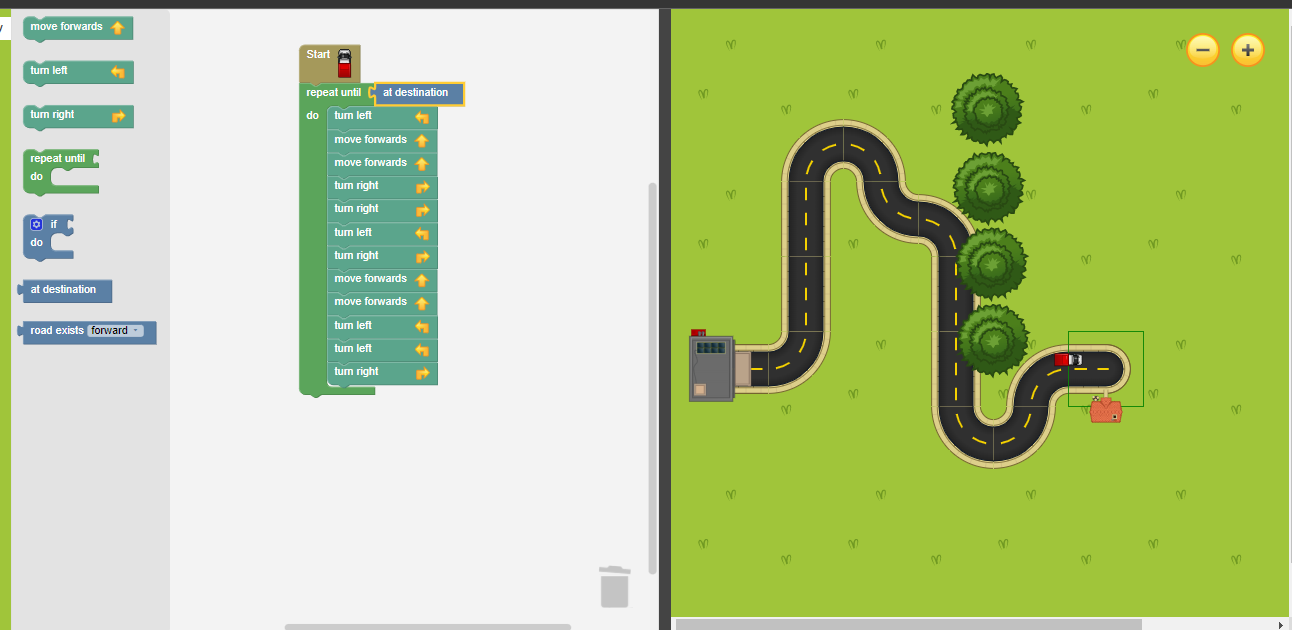 move forwards
turn left
turn right
repeat until
do
if
do
at destination
road exists forward
Start
repeat until at destination
do turn left
move forwards
move forwards
turn right
turn right
turn left
turn right
move forwards
move forwards
turn left
turn left
turn right